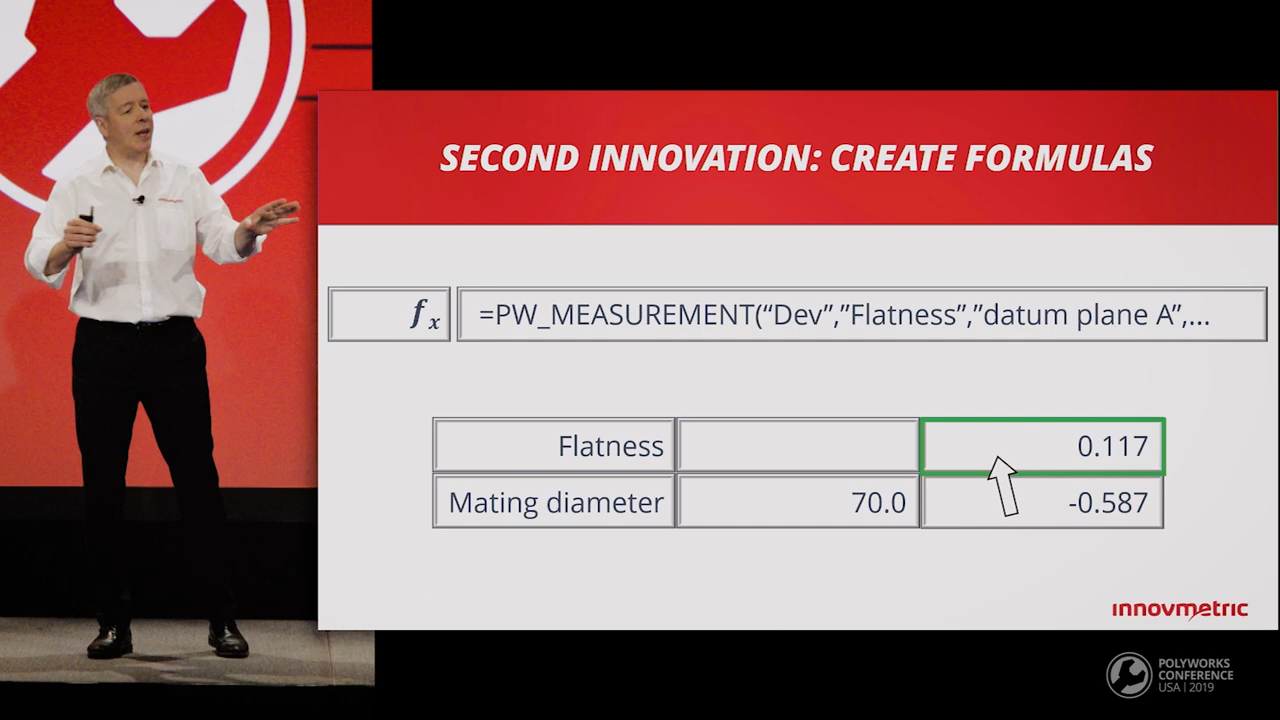 SECOND INNOVATION: CREATE FORMULAS
fx
=PW_MEASUREMENT(“Dev”,”Flatness”,”datum plane A”,...
Flatness 0.117
Mating diameter 70.0 -0.587
innovmetric
POLYWORKS
CONFERENCE
USA | 2019